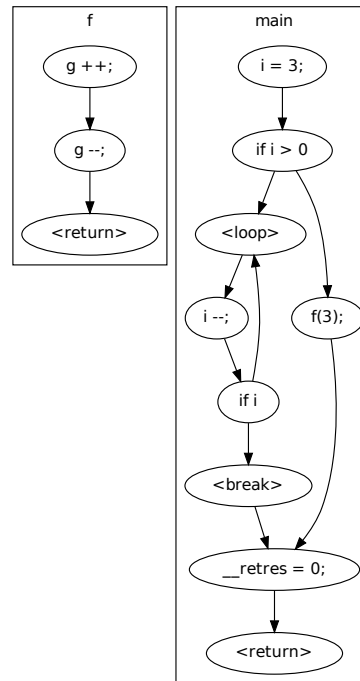 f
g ++;
g --;
<return>
main
i = 3;
if i > 0
<loop>
i --;
f(3);
if i
<break>
__retres = 0;
<return>